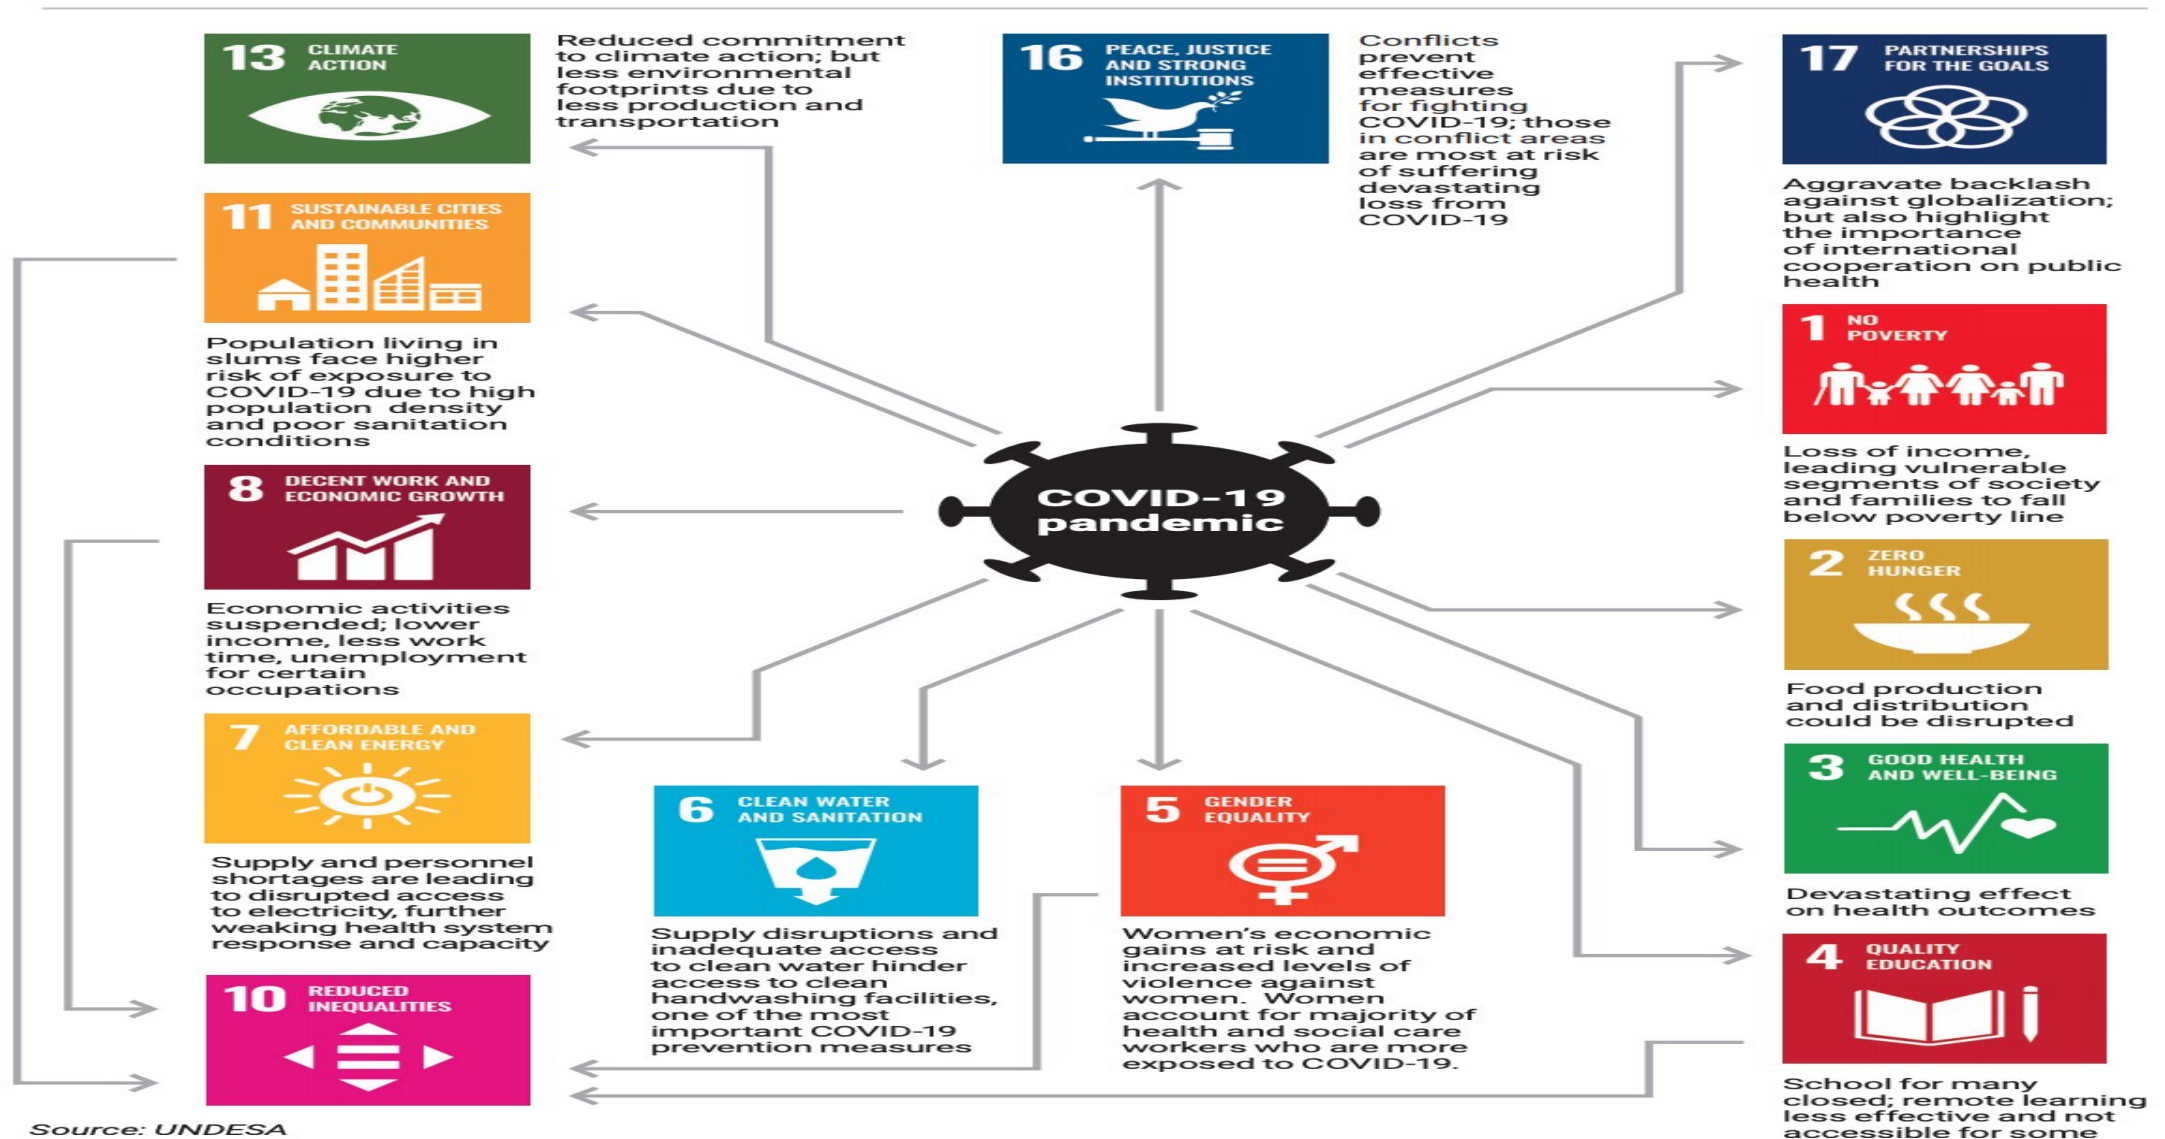 13 CLIMATE
ACTION
Reduced commitment
to climate action; but
less environmental
footprints due to
less production and
transportation
16 PEACE, JUSTICE
AND STRONG
INSTITUTIONS
Conflicts
prevent
effective
measures
for fighting
COVID-19; those
in conflict areas
are most at risk
of suffering
devastating
loss from
COVID-19
17 PARTNERSHIPS
FOR THE GOALS
Aggravate backlash
against globalization;
but also highlight
the importance
of international
cooperation on public
health
11 SUSTAINABLE CITIES
AND COMMUNITIES
Population living in
slums face higher
risk of exposure to
COVID-19 due to high
population density
and poor sanitation
conditions
1 NO
POVERTY
Loss of income,
leading vulnerable
segments of society
and families to fall
below poverty line
COVID-19
pandemic
8 DECENT WORK AND
ECONOMIC GROWTH
Economic activities
suspended; lower
income, less work
time, unemployment
for certain
occupations
2 ZERO
HUNGER
Food production
and distribution
could be disrupted
7 AFFORDABLE AND
CLEAN ENERGY
Supply and personnel
shortages are leading
to disrupted access
to electricity, further
weaking health system
response and capacity
6 CLEAN WATER
AND SANITATION
Supply disruptions and
inadequate access
to clean water hinder
access to clean
handwashing facilities,
one of the most
important COVID-19
prevention measures
5 GENDER
EQUALITY
Women's economic
gains at risk and
increased levels of
violence against
women. Women
account for majority of
health and social care
workers who are more
exposed to COVID-19.
3 GOOD HEALTH
AND WELL-BEING
Devastating effect
on health outcomes
4 QUALITY
EDUCATION
School for many
closed; remote learning
less effective and not
accessible for some
10 REDUCED
INEQUALITIES
Source: UNDESA